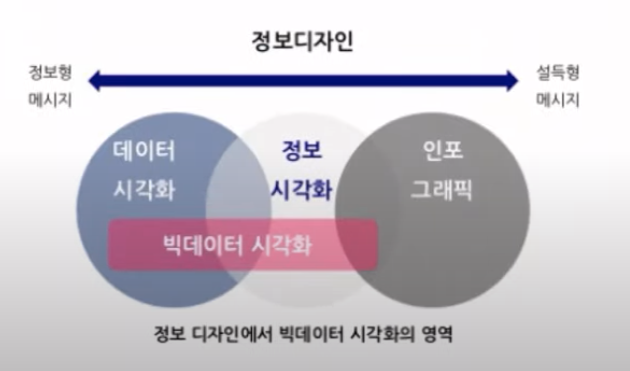 정보디자인
정보형
메시지
설득형
메시지
데이터
시각화
정보
시각화
인포
그래픽
빅데이터 시각화
정보 디자인에서 빅데이터 시각화의 영역